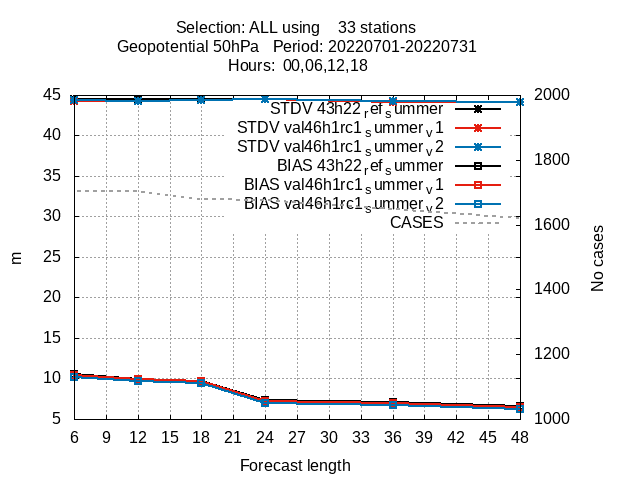 Selection: ALL using 33 stations
Geopotential 50hPa Period: 20220701-20220731
Hours: 00,06,12,18
45
40
35
30
25
20
15
10
5
m
STDV 43h22_ref_summer
STDV val46h1rc1_summer_v1
STDV val46h1rc1_summer_v2
BIAS 43h22_ref_summer
BIAS val46h1rc1_summer_v1
BIAS val46h1rc1_summer_v2
CASES
2000
1800
1600
1400
1200
1000
No cases
6 9 12 15 18 21 24 27 30 33 36 39 42 45 48
Forecast length